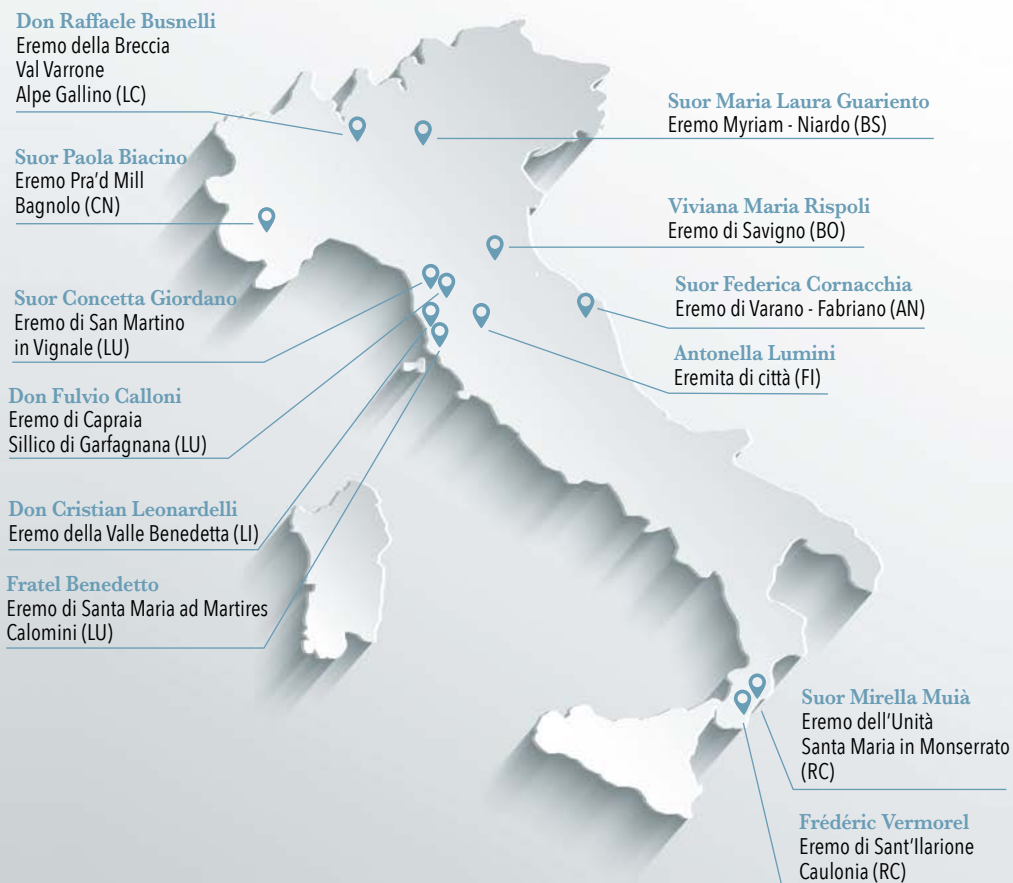 Don Raffaele Busnelli
Eremo della Breccia
Val Varrone
Alpe Gallino (LC)
Suor Paola Biacino
Eremo Pra'd Mill
Bagnolo (CN)
Suor Concetta Giordano
Eremo di San Martino
in Vignale (LU)
Don Fulvio Calloni
Eremo di Capraia
Sillico di Garfagnana (LU)
Don Cristian Leonardelli
Eremo della Valle Benedetta (LI)
Fratel Benedetto
Eremo di Santa Maria ad Martires
Calomini (LU)
Suor Maria Laura Guariento
Eremo Myriam - Niardo (BS)
Viviana Maria Rispoli
Eremo di Savigno (BO)
Suor Federica Cornacchia
Eremo di Varano - Fabriano (AN)
Antonella Lumini
Eremita di città (FI)
Suor Mirella Muià
Eremo dell'Unità
Santa Maria in Monserrato
(RC)
Frédéric Vermorel
Eremo di Sant'Ilarione
Caulonia (RC)